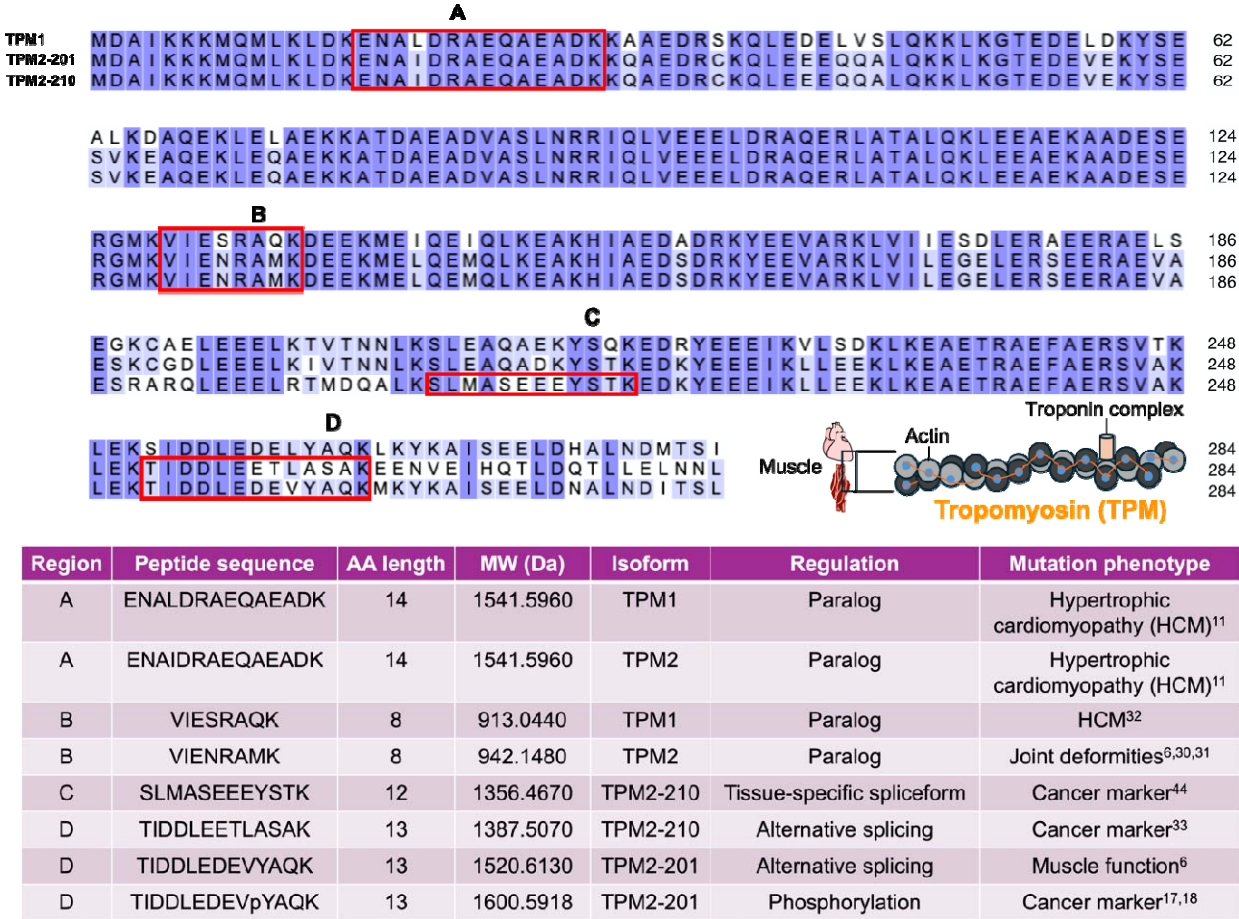 A
TPM1 MDAIKKKMQMLKLDKENALDRAEQAEADKKAAEDRSKQLEDELVSLQKKLKGTEDELDKYSE 62
TPM2-201 MDAIKKKMQMLKLDKENAIDRAEQAEADKKQAEDRCKQLEEEQQALQKKLKGTEDEVEKYSE 62
TPM2-210 MDAIKKKMQMLKLDKENAIDRAEQAEADKKQAEDRCKQLEEEQQALQKKLKGTEDEVEKYSE 62
ALKDAQEKLELAEKKATDAEADVASLNRRIQLVEEELDRAQERLATALQKLEEAEKAADESE 124
SVKEAQEKLEQAEKKATDAEADVASLNRRIQLVEEELDRAQERLATALQKLEEAEKAADESE 124
SVKEAQEKLEQAEKKATDAEADVASLNRRIQLVEEELDRAQERLATALQKLEEAEKAADESE 124
B
RGMKVIESRAQKDEEKMEIQEIQLKEAKHIAEDADRKYEEVARKLVIIESDLERAEERAELS 186
RGMKVIENRAMKDEEKMELQEMQLKEAKHIAEDSDRKYEEVARKLVILEGELERSEERAEVA 186
RGMKVIENRAMKDEEKMELQEMQLKEAKHIAEDSDRKYEEVARKLVILEGELERSEERAEVA 186
C
EGKCAELEEELKTVTNNLKSLEAQAEKYSQKEDRYEEEIKVLSDKLKEAETRAEFAERSVTK 248
ESKCGDLEEELKIVTNNLKSLEAQADKYSTKEDKYEEEIKLLEEKLKEAETRAEFAERSVAK 248
ESRARQLEEELRTMDQALKSLMASEEEYSTKEDKYEEEIKLLEEKLKEAETRAEFAERSVAK 248
D
LEKSIDDLEDELYAQKLKYKAISEELDHALNDMTSI 284
LEKTIDDLEETLASAKEENVEIHQTLDQTLLELNNL 284
LEKTIDDLEDEVYAQKMKYKAISEELDNALNDITSL 284
Troponin complex
Actin
Muscle
Tropomyosin (TPM)
Region Peptide sequence AA length MW (Da) Isoform Regulation Mutation phenotype
A ENALDRAEQAEADK 14 1541.5960 TPM1 Paralog Hypertrophic
cardiomyopathy (HCM)11
A ENAIDRAEQAEADK 14 1541.5960 TPM2 Paralog Hypertrophic
cardiomyopathy (HCM)11
B VIESRAQK 8 913.0440 TPM1 Paralog HCM32
B VIENRAMK 8 942.1480 TPM2 Paralog Joint deformities6,30,31
C SLMASEEEYSTK 12 1356.4670 TPM2-210 Tissue-specific spliceform Cancer marker44
D TIDDLEETLASAK 13 1387.5070 TPM2-210 Alternative splicing Cancer marker33
D TIDDLEDEVYAQK 13 1520.6130 TPM2-201 Alternative splicing Muscle function6
D TIDDLEDEVpYAQK 13 1600.5918 TPM2-201 Phosphorylation Cancer marker17,18